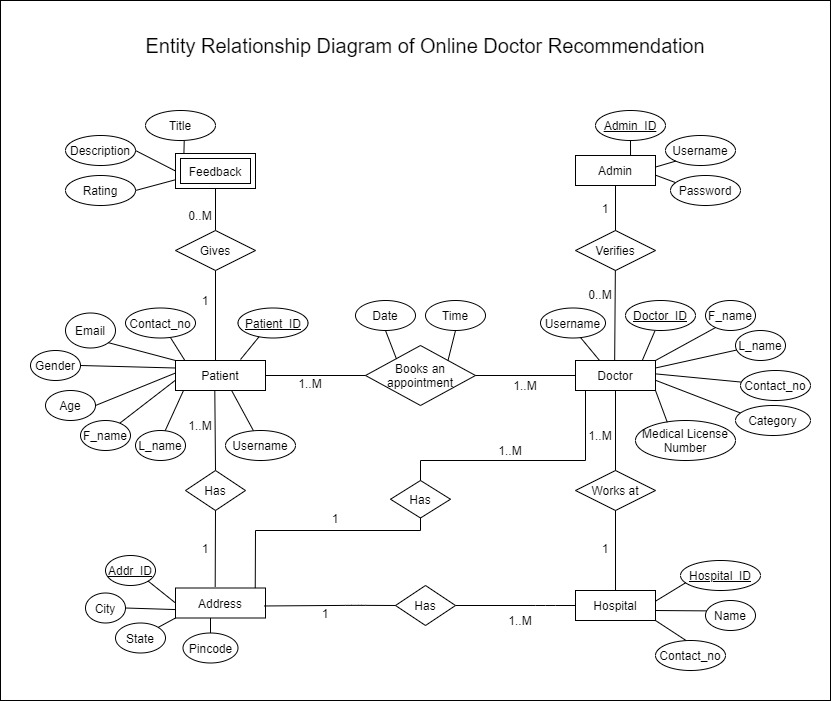 Entity Relationship Diagram of Online Doctor Recommendation
Title
Admin_ID
Description
Username
Feedback
Admin
Rating
Password
0..M
1
Gives
Verifies
1
0..M
Contact_no
Patient_ID
Date
Time
Username
Doctor_ID
F_name
Email
L_name
Gender
Patient
Books an
appointment
Doctor
1..M
1..M
Contact_no
Age
Category
F_name
L_name
Username
1..M
1..M
Medical License
Number
1..M
Has
Has
Works at
1
1
1
Addr_ID
Hospital_ID
City
Address
Has
Hospital
Name
1
1..M
State
Pincode
Contact_no